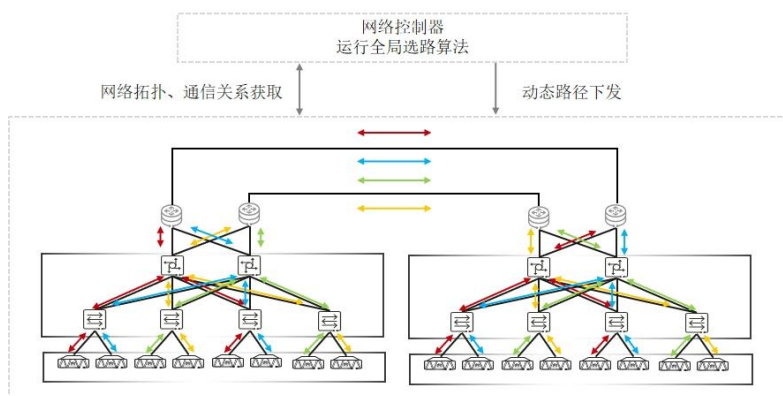 网络控制器
运行全局选路算法
网络拓扑、通信关系获取
动态路径下发